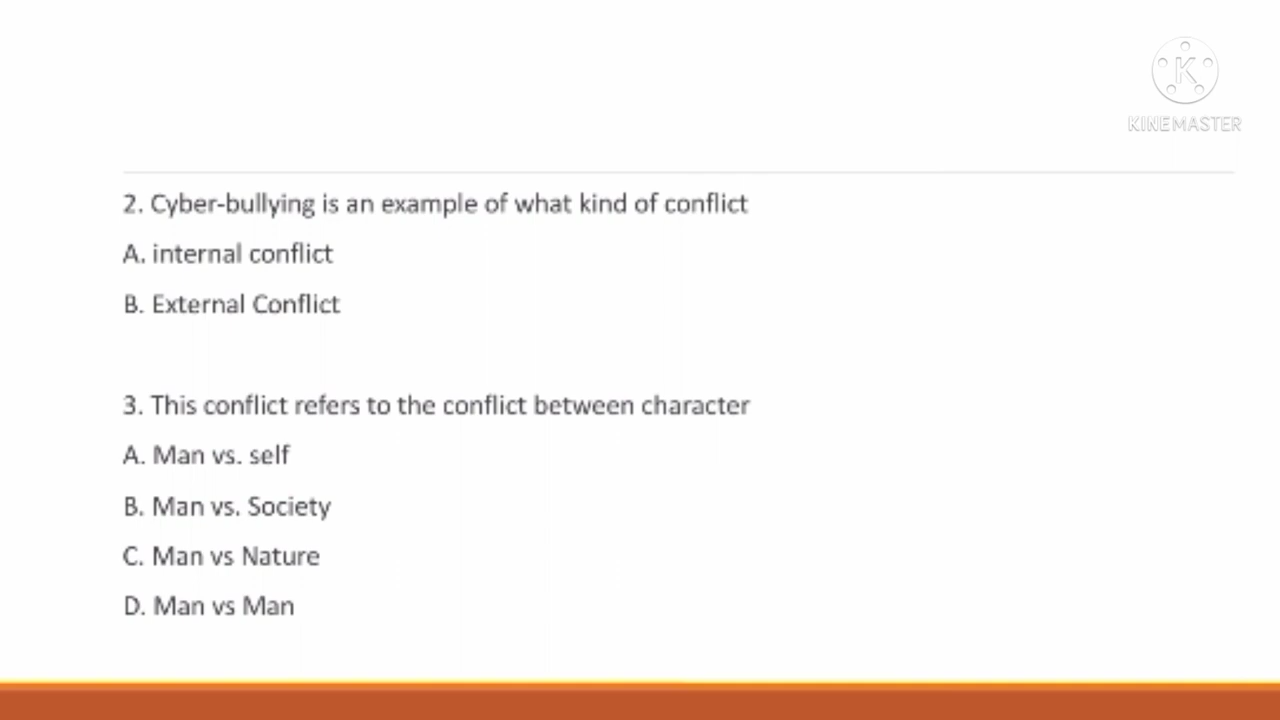 KINEMASTER
2. Cyber-bullying is an example of what kind of conflict
A. internal conflict
B. External Conflict
3. This conflict refers to the conflict between character
A. Man vs. self
B. Man vs. Society
C. Man vs Nature
D. Man vs Man